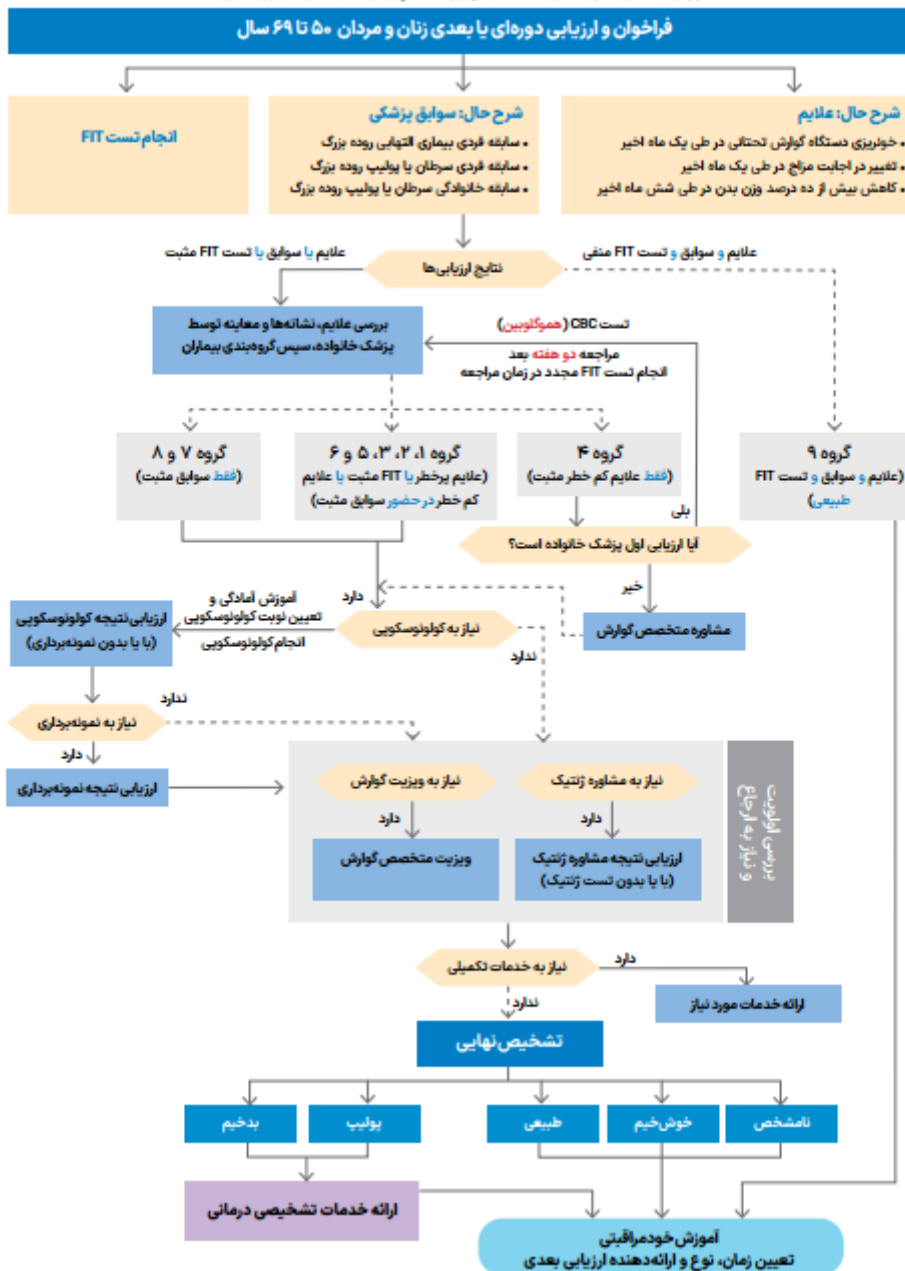 فراخوان و ارزیابی دوره‌ای یا بعدی زنان و مردان ۵۰ تا ۶۹ سال
شرح حال: علایم
• خونریزی دستگاه گوارش تحتانی در طی یک ماه اخیر
• تغییر در اجابت مزاج در طی یک ماه اخیر
• کاهش بیش از ده درصد وزن بدن در طی شش ماه اخیر
شرح حال: سوابق پزشکی
• سابقه فردی بیماری التهابی روده بزرگ
• سابقه فردی سرطان یا پولیپ روده بزرگ
• سابقه خانوادگی سرطان یا پولیپ روده بزرگ
انجام تست FIT
علایم و سوابق و تست FIT منفی
نتایج ارزیابی‌ها
علایم یا سوابق یا تست FIT مثبت
تست CBC (هموگلوبین)
مراجعه دو هفته بعد
انجام تست FIT مجدد در زمان مراجعه
بررسی علایم، نشانه‌ها و معاینه توسط
پزشک خانواده، سپس گروه‌بندی بیماران
گروه ۹
(علایم و سوابق و تست FIT
طبیعی)
گروه ۴
(فقط علایم کم خطر مثبت)
گروه ۱، ۲، ۳، ۵ و ۶
(علایم پرخطر یا FIT مثبت یا علایم
کم خطر در حضور سوابق مثبت)
گروه ۷ و ۸
(فقط سوابق مثبت)
بلی
آیا ارزیابی اول پزشک خانواده است؟
خیر
مشاوره متخصص گوارش
دارد
نیاز به کولونوسکوپی
ندارد
آموزش آمادگی و
تعیین نوبت کولونوسکوپی
انجام کولونوسکوپی
ارزیابی نتیجه کولونوسکوپی
(با یا بدون نمونه‌برداری)
ندارد
نیاز به نمونه‌برداری
دارد
ارزیابی نتیجه نمونه‌برداری
بررسی اولویت
و نیاز به ارجاع
نیاز به مشاوره ژنتیک
دارد
ارزیابی نتیجه مشاوره ژنتیک
(با یا بدون تست ژنتیک)
نیاز به ویزیت گوارش
دارد
ویزیت متخصص گوارش
نیاز به خدمات تکمیلی
دارد
ارائه خدمات مورد نیاز
ندارد
تشخیص نهایی
نامشخص
خوش‌خیم
طبیعی
پولیپ
بدخیم
ارائه خدمات تشخیصی درمانی
آموزش خودمراقبتی
تعیین زمان، نوع و ارائه‌دهنده ارزیابی بعدی